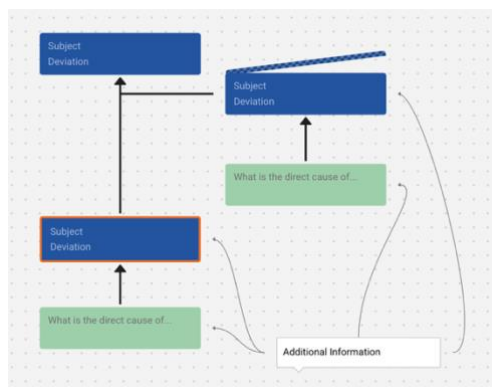 Subject
Deviation
Subject
Deviation
What is the direct cause of...
Subject
Deviation
What is the direct cause of...
Additional Information